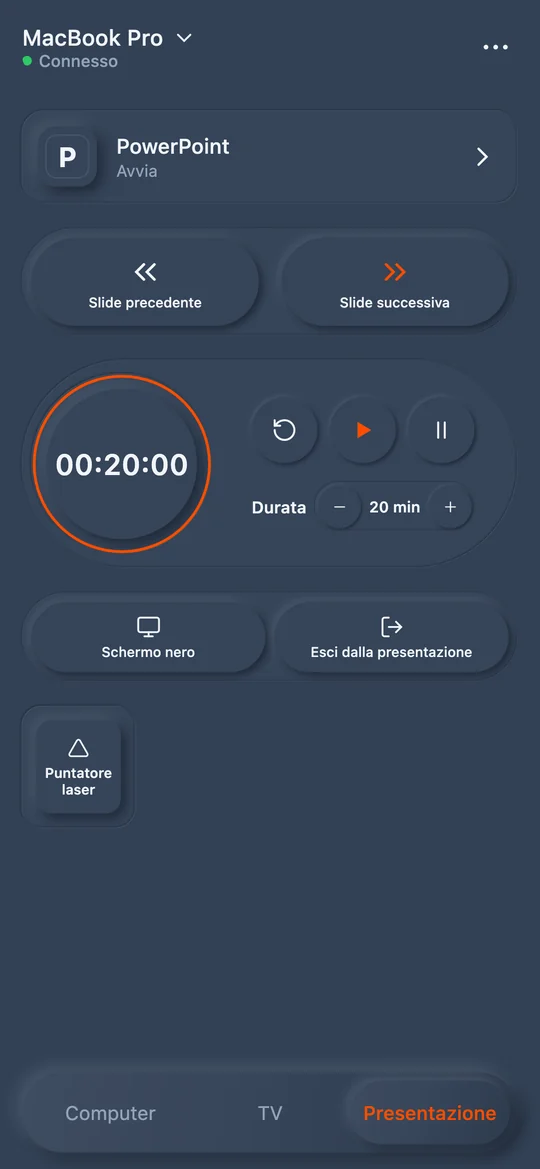 MacBook Pro
Connesso
P
PowerPoint
Avvia
Slide precedente
Slide successiva
00:20:00
Durata
20 min
Schermo nero
Esci dalla presentazione
Puntatore
laser
Computer
TV
Presentazione